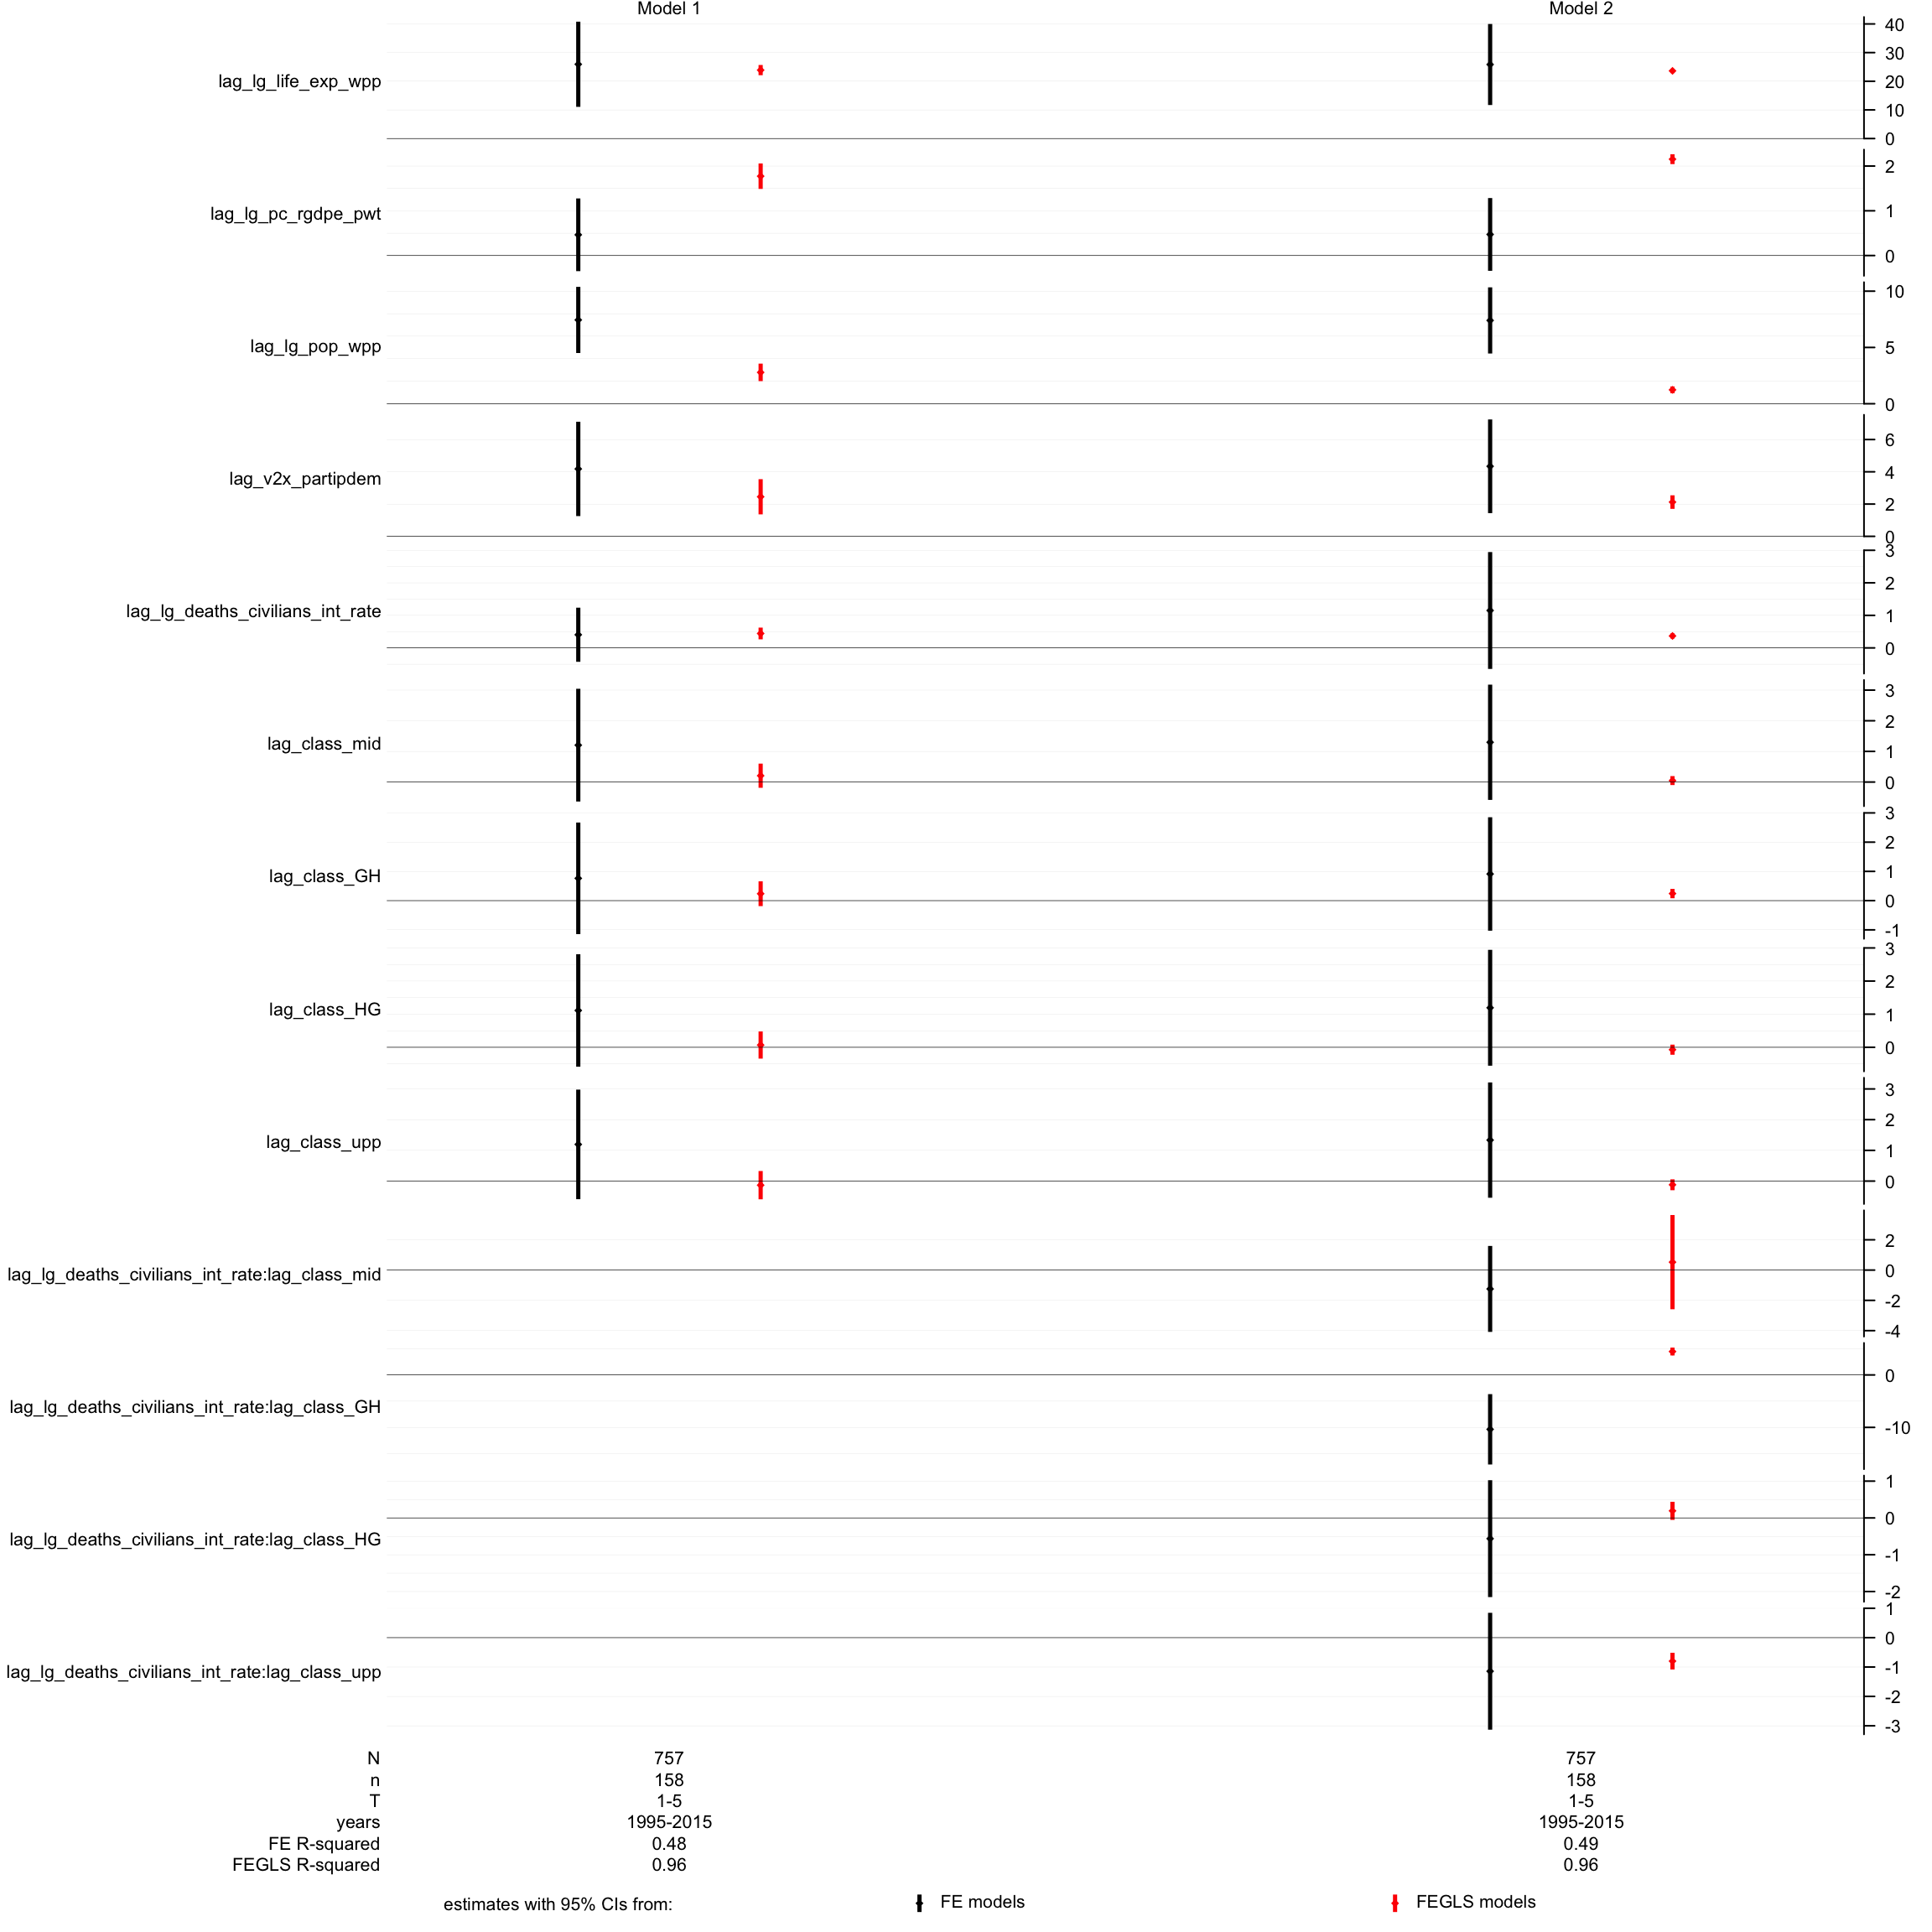 Model 1 Model 2
lag_lg_life_exp_wpp
40
30
20
10
0
lag_lg_pc_rgdpe_pwt
2
1
0
lag_lg_pop_wpp
10
5
0
lag_v2x_partipdem
6
4
2
0
lag_lg_deaths_civilians_int_rate
3
2
1
0
lag_class_mid
3
2
1
0
lag_class_GH
3
2
1
0
-1
lag_class_HG
3
2
1
0
lag_class_upp
3
2
1
0
lag_lg_deaths_civilians_int_rate:lag_class_mid
2
0
-2
-4
lag_lg_deaths_civilians_int_rate:lag_class_GH
0
-10
lag_lg_deaths_civilians_int_rate:lag_class_HG
1
0
-1
-2
lag_lg_deaths_civilians_int_rate:lag_class_upp
1
0
-1
-2
-3
N 757 757
n 158 158
T 1-5 1-5
years 1995-2015 1995-2015
FE R-squared 0.48 0.49
FEGLS R-squared 0.96 0.96
estimates with 95% CIs from: FE models FEGLS models